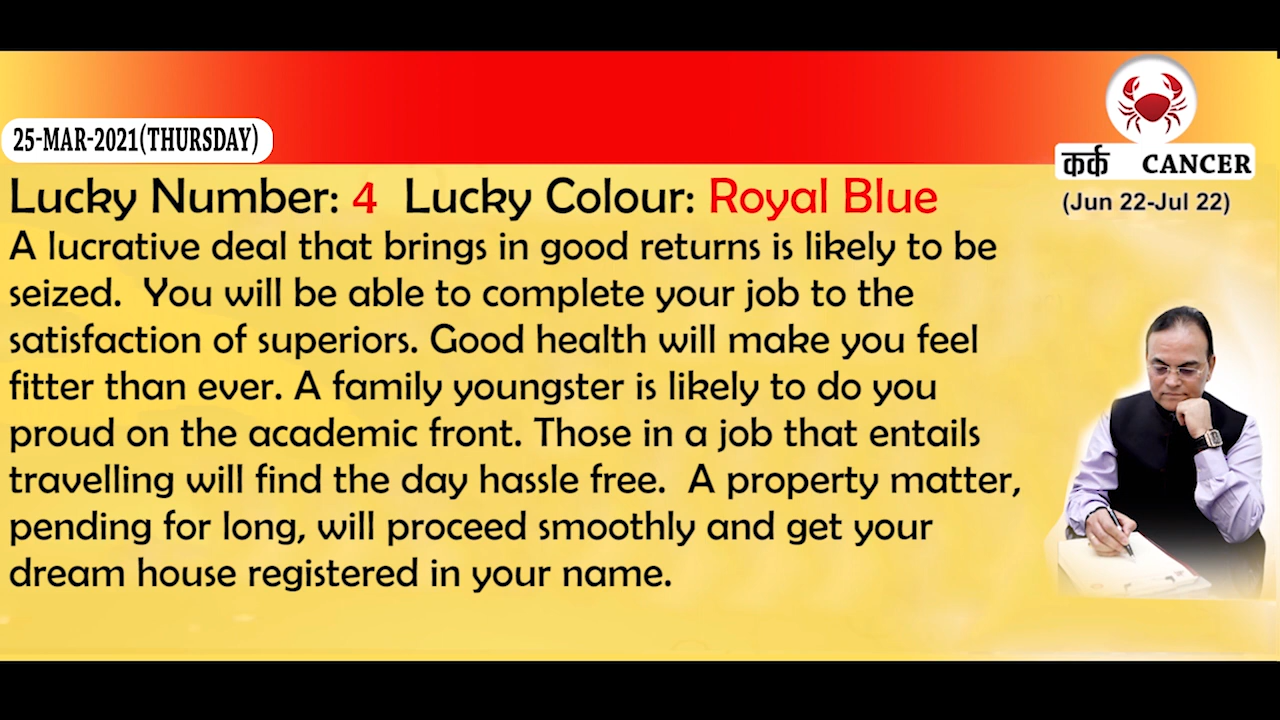 25-MAR-2021(THURSDAY)
कर्क CANCER
(Jun 22-Jul 22)
Lucky Number: 4 Lucky Colour: Royal Blue
A lucrative deal that brings in good returns is likely to be
seized. You will be able to complete your job to the
satisfaction of superiors. Good health will make you feel
fitter than ever. A family youngster is likely to do you
proud on the academic front. Those in a job that entails
travelling will find the day hassle free. A property matter,
pending for long, will proceed smoothly and get your
dream house registered in your name.